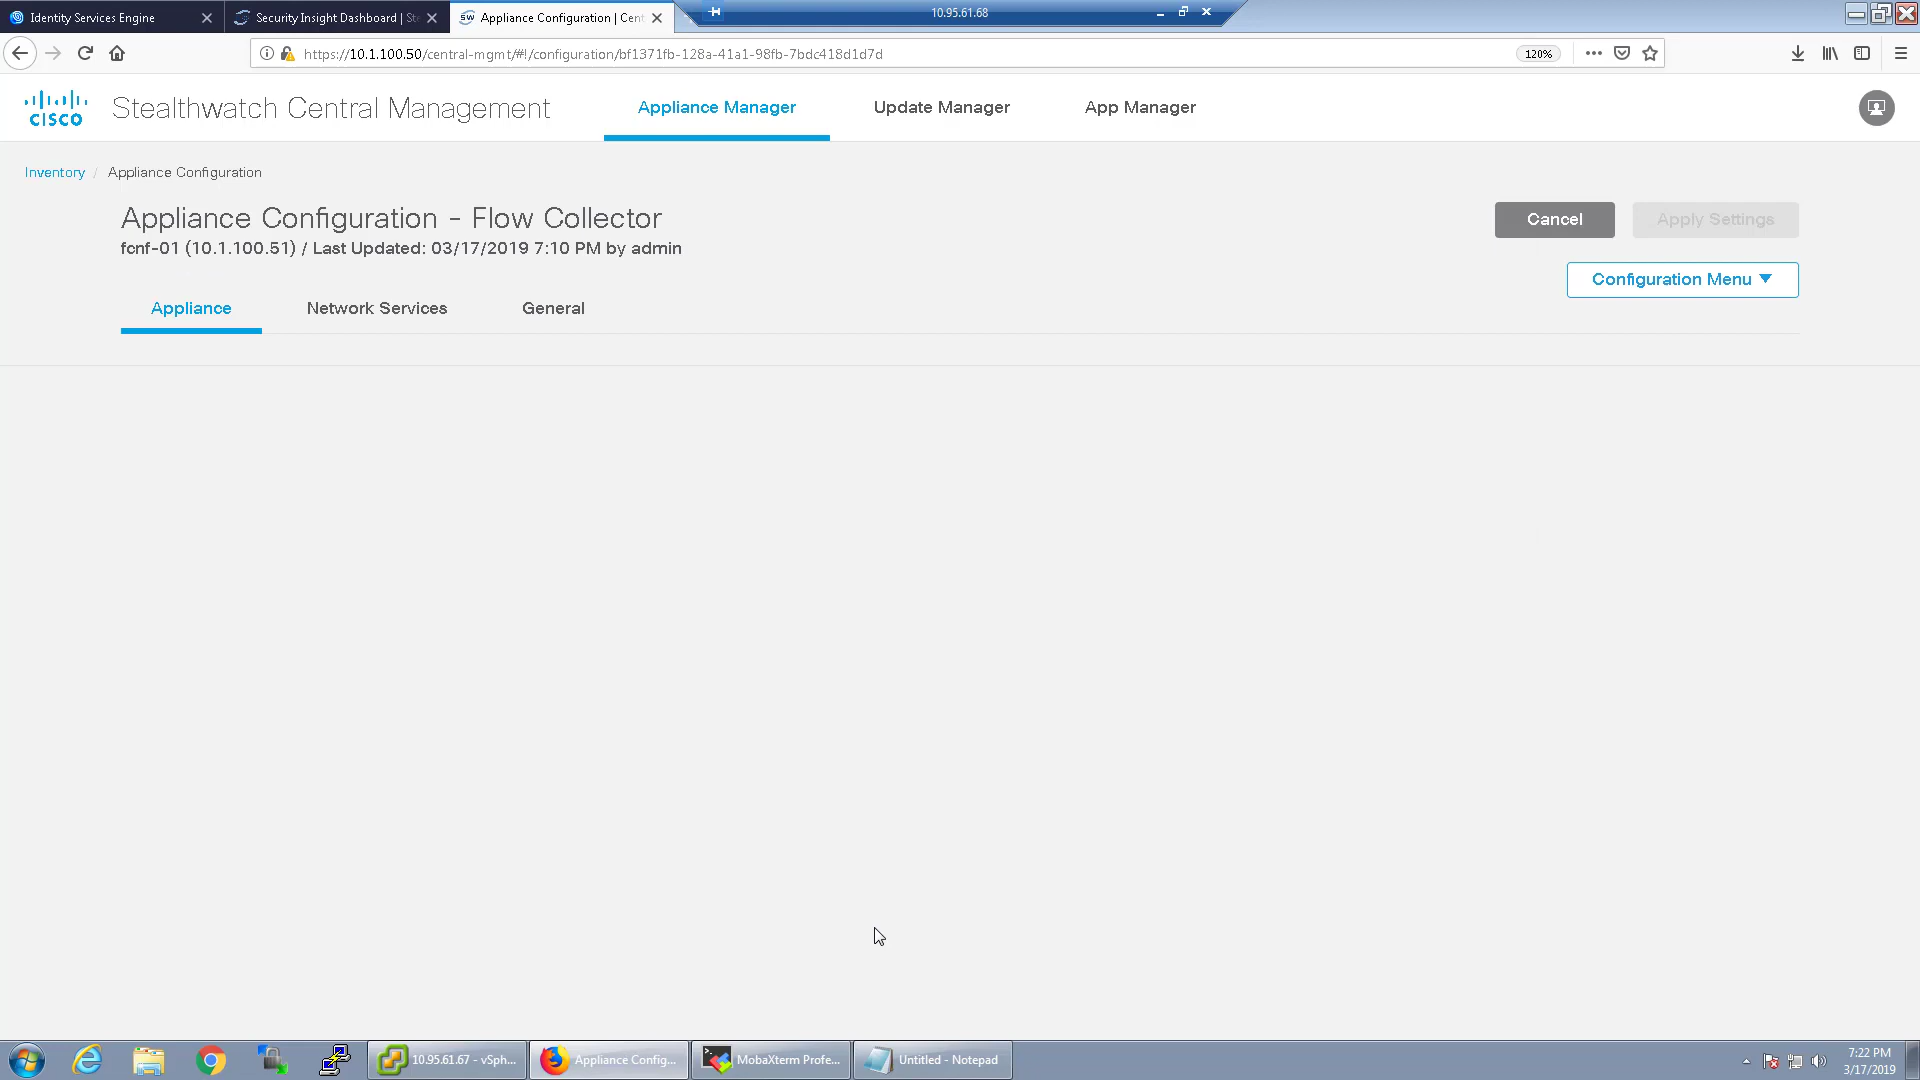 Identity Services Engine
Security Insight Dashboard | St
Appliance Configuration | Cent
10.95.61.68
https://10.1.100.50/central-mgmt/#!/configuration/bf1371fb-128a-41a1-98fb-7bdc418d1d7d
120%
CISCO
Stealthwatch Central Management
Appliance Manager
Update Manager
App Manager
Inventory / Appliance Configuration
Appliance Configuration - Flow Collector
fcnf-01 (10.1.100.51) / Last Updated: 03/17/2019 7:10 PM by admin
Cancel
Apply Settings
Configuration Menu
Appliance
Network Services
General
10.95.61.67 - vSph...
Appliance Config...
MobaXterm Profe...
Untitled - Notepad
7:22 PM
3/17/2019